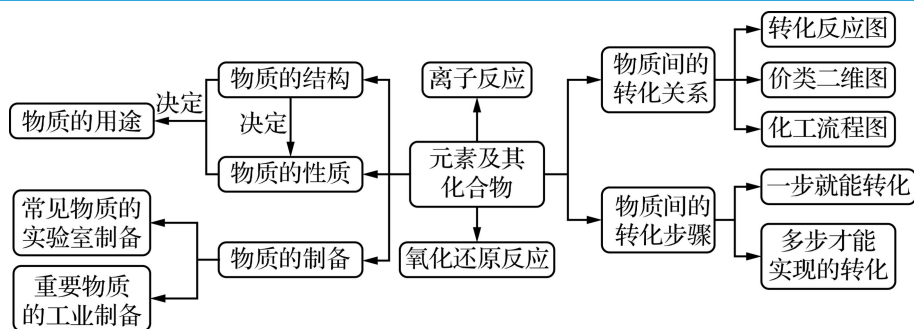 物质的用途
决定
物质的结构
决定
物质的性质
常见物质的
实验室制备
重要物质
的工业制备
物质的制备
离子反应
元素及其
化合物
氧化还原反应
物质间的
转化关系
转化反应图
价类二维图
化工流程图
物质间的
转化步骤
一步就能转化
多步才能
实现的转化